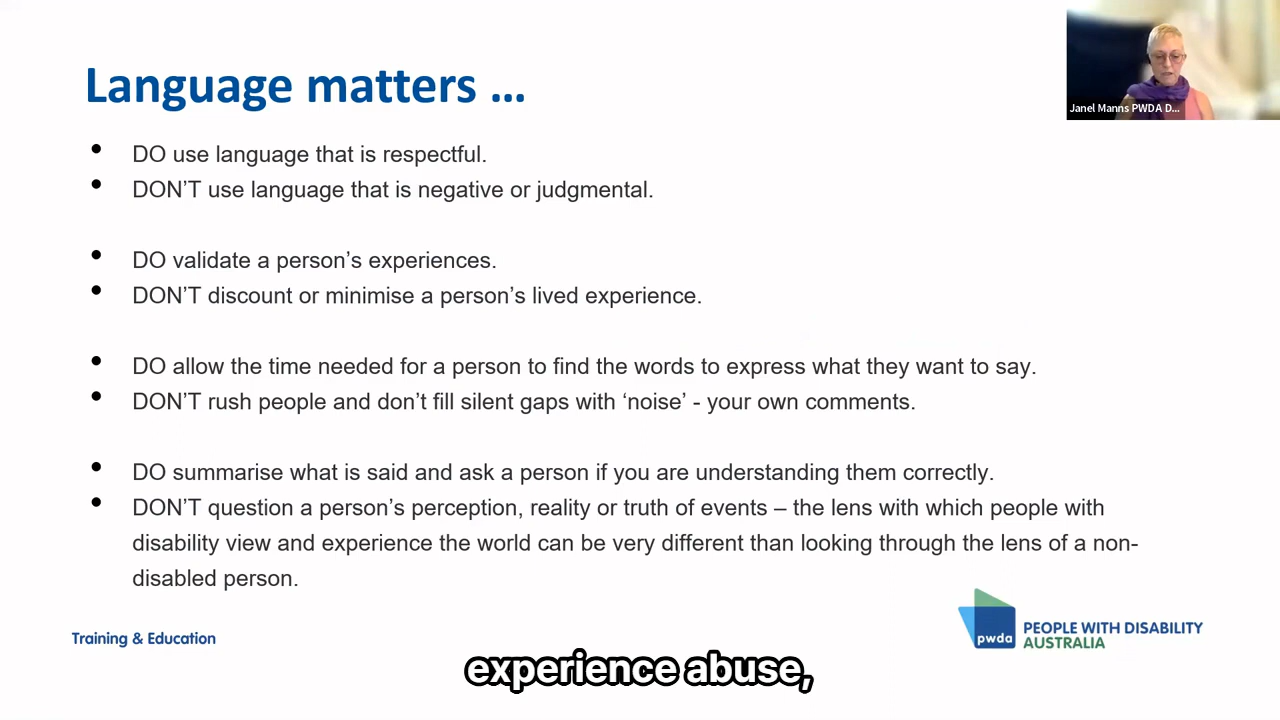 Language matters ...
Janel Manns PWDA D...
• DO use language that is respectful.
• DON’T use language that is negative or judgmental.
• DO validate a person’s experiences.
• DON’T discount or minimise a person’s lived experience.
• DO allow the time needed for a person to find the words to express what they want to say.
• DON’T rush people and don’t fill silent gaps with ‘noise’ - your own comments.
• DO summarise what is said and ask a person if you are understanding them correctly.
• DON’T question a person’s perception, reality or truth of events – the lens with which people with
disability view and experience the world can be very different than looking through the lens of a non-
disabled person.
Training & Education
pwda
PEOPLE WITH DISABILITY
AUSTRALIA
experience abuse,